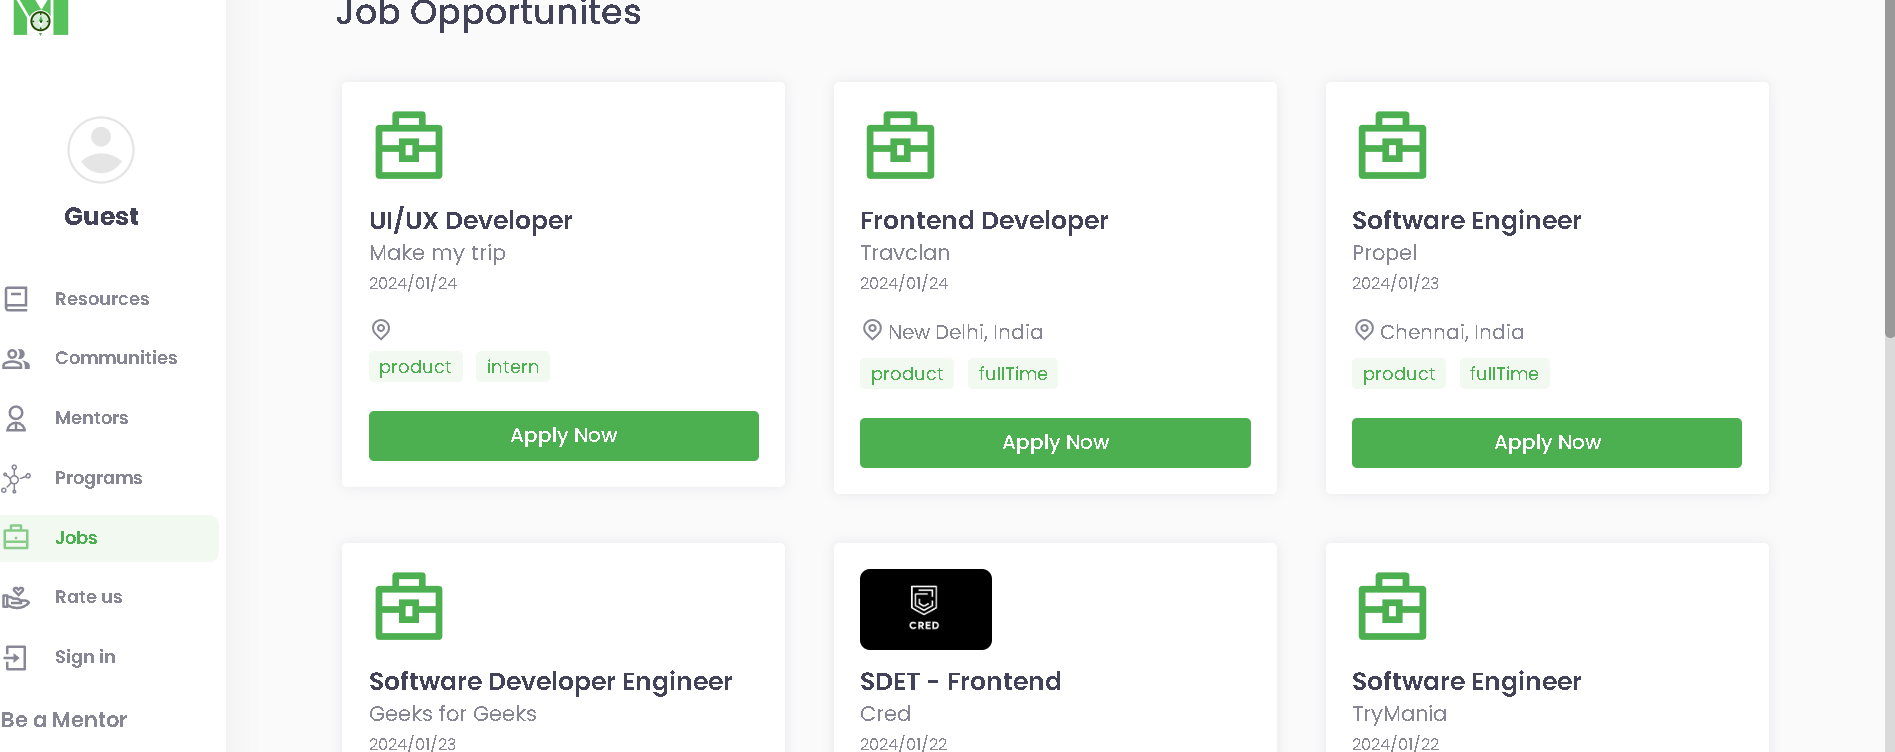 Job Opportunites
Guest
Resources
Communities
Mentors
Programs
Jobs
Rate us
Sign in
Be a Mentor
UI/UX Developer
Make my trip
2024/01/24
product intern
Apply Now
Frontend Developer
Travclan
2024/01/24
New Delhi, India
product fullTime
Apply Now
Software Engineer
Propel
2024/01/23
Chennai, India
product fullTime
Apply Now
Software Developer Engineer
Geeks for Geeks
2024/01/23
CRED
SDET - Frontend
Cred
2024/01/22
Software Engineer
TryMania
2024/01/22